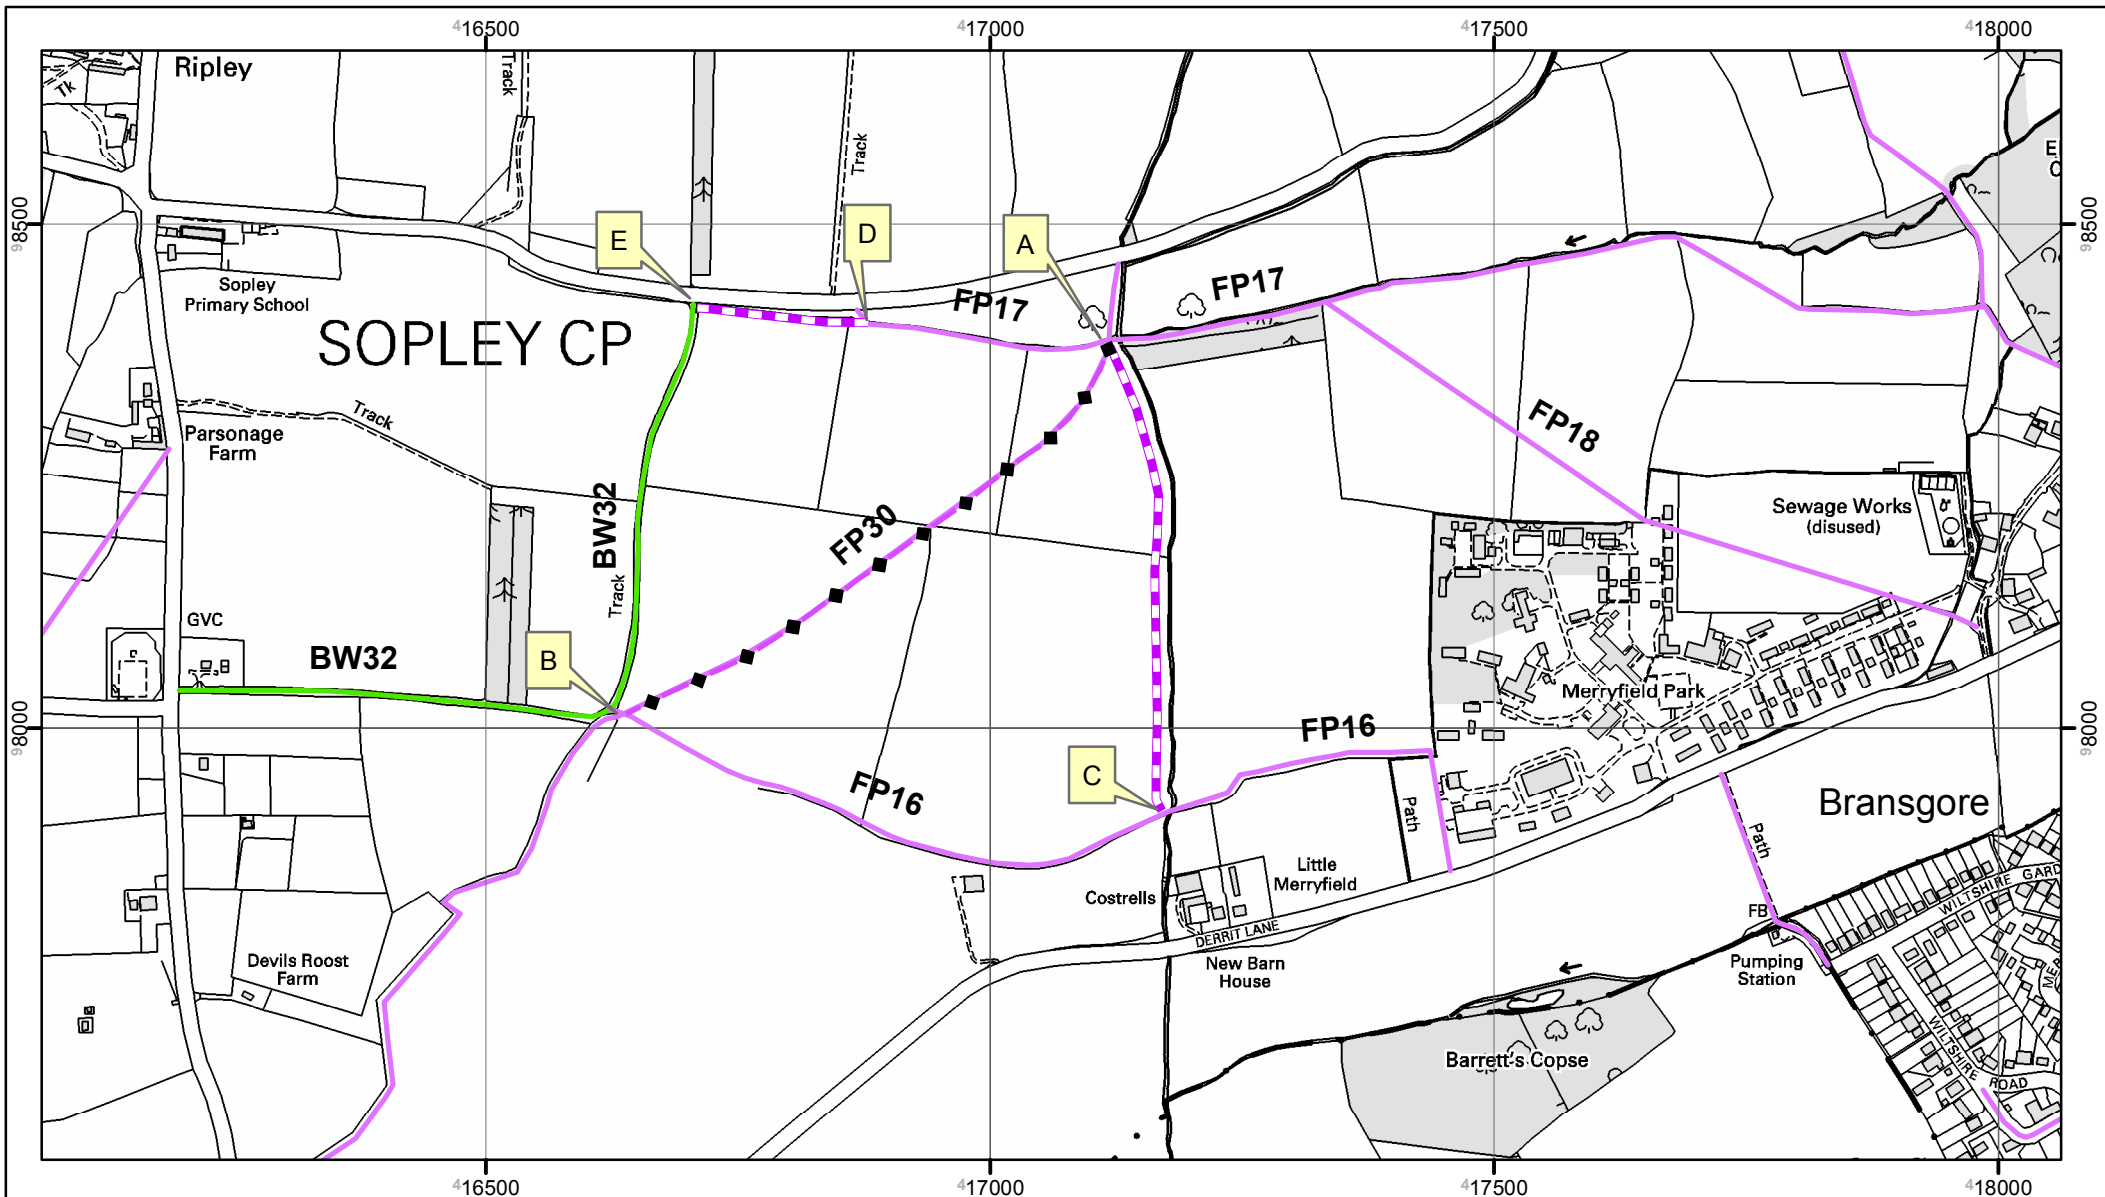 416500
417000
417500
418000
Ripley
Track
Tk
Track
E
C
98500
98500
E
D
A
FP17
FP17
Sopley
Primary School
SOPLEY CP
Track
Parsonage
Farm
FP18
BW32
FP30
Sewage Works
(disused)
Track
GVC
BW32
B
Merryfield Park
98000
98000
FP16
C
FP16
Path
Bransgore
Path
Little
Merryfield
Costrells
WILTSHIRE GARD
FB
DERRIT LANE
Devils Roost
Farm
New Barn
House
Pumping
Station
ME
WILTSHIRE
ROAD
Barrett's Copse
416500
417000
417500
418000